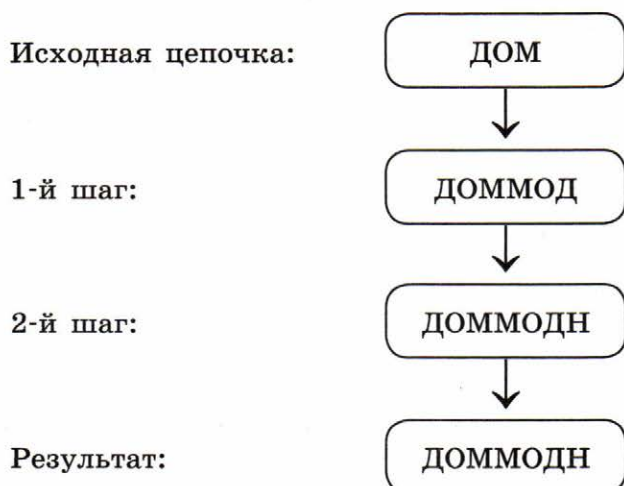 Исходная цепочка: ДОМ
1-й шаг: ДОММОД
2-й шаг: ДОММОДН
Результат: ДОММОДН